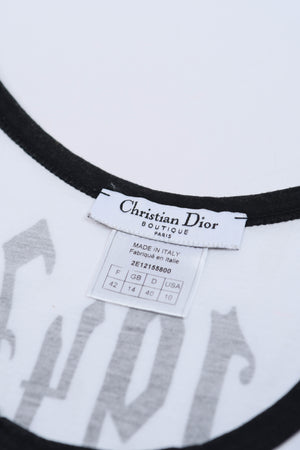 Christian Dior
BOUTIQUE
PARIS
MADE IN ITALY
Fabriqué en Italie
2E12155800
F GB D USA
42 14 40 10